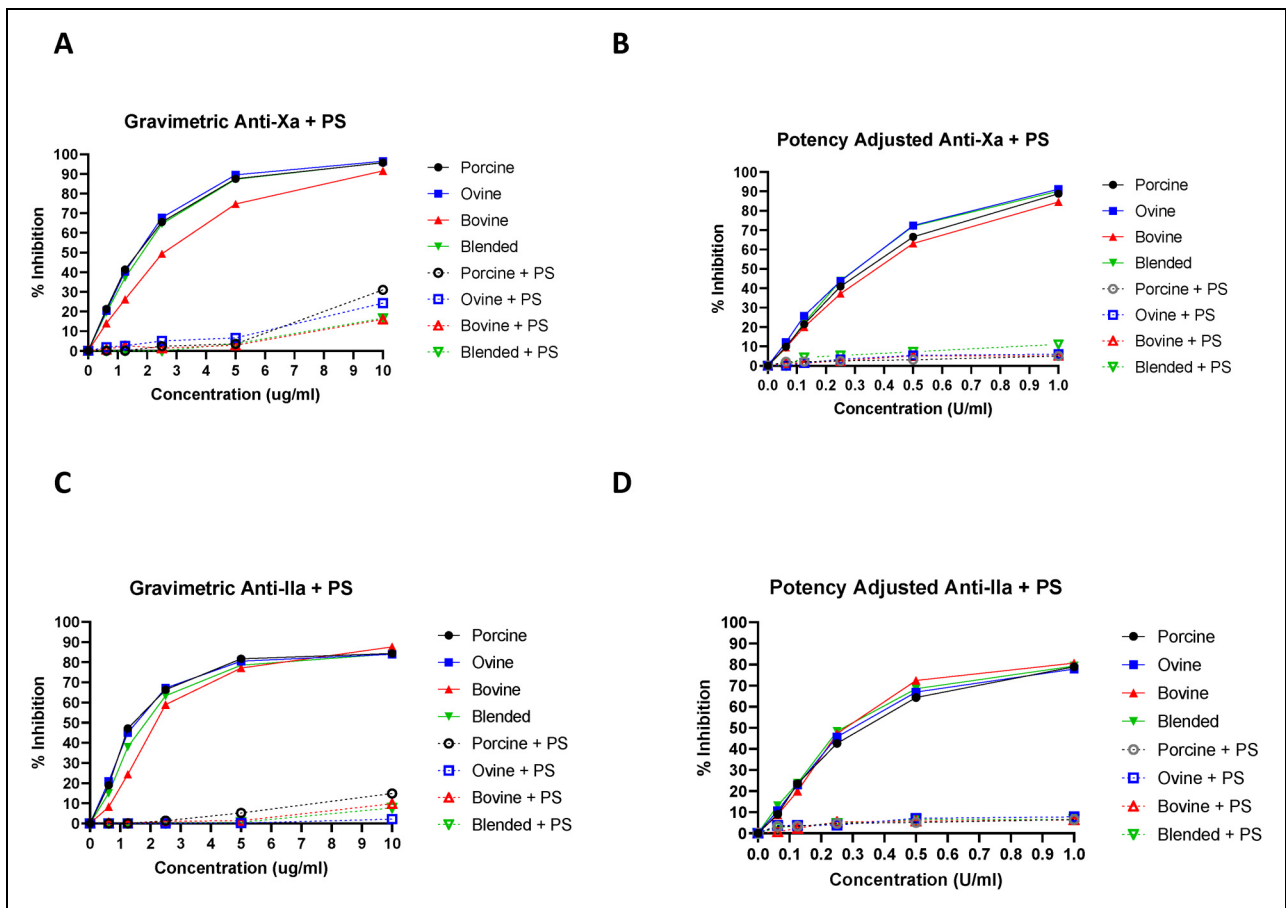 A
Gravimetric Anti-Xa + PS
% Inhibition
100
90
80
70
60
50
40
30
20
10
0
0 1 2 3 4 5 6 7 8 9 10
Concentration (ug/ml)
Porcine
Ovine
Bovine
Blended
Porcine + PS
Ovine + PS
Bovine + PS
Blended + PS
B
Potency Adjusted Anti-Xa + PS
% Inhibition
100
90
80
70
60
50
40
30
20
10
0
0.0 0.1 0.2 0.3 0.4 0.5 0.6 0.7 0.8 0.9 1.0
Concentration (U/ml)
Porcine
Ovine
Bovine
Blended
Porcine + PS
Ovine + PS
Bovine + PS
Blended + PS
C
Gravimetric Anti-IIa + PS
% Inhibition
100
90
80
70
60
50
40
30
20
10
0
0 1 2 3 4 5 6 7 8 9 10
Concentration (ug/ml)
Porcine
Ovine
Bovine
Blended
Porcine + PS
Ovine + PS
Bovine + PS
Blended + PS
D
Potency Adjusted Anti-IIa + PS
% Inhibition
100
90
80
70
60
50
40
30
20
10
0
0.0 0.1 0.2 0.3 0.4 0.5 0.6 0.7 0.8 0.9 1.0
Concentration (U/ml)
Porcine
Ovine
Bovine
Blended
Porcine + PS
Ovine + PS
Bovine + PS
Blended + PS